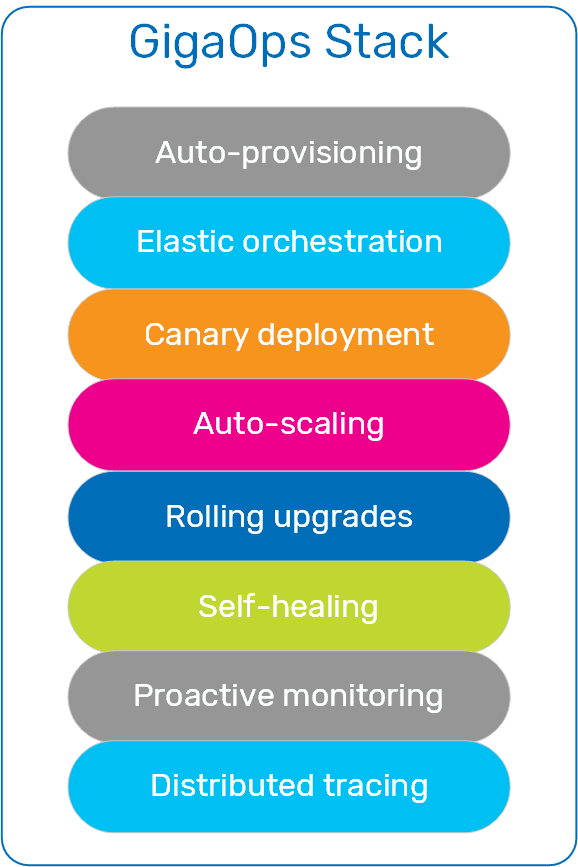 GigaOps Stack
Auto-provisioning
Elastic orchestration
Canary deployment
Auto-scaling
Rolling upgrades
Self-healing
Proactive monitoring
Distributed tracing